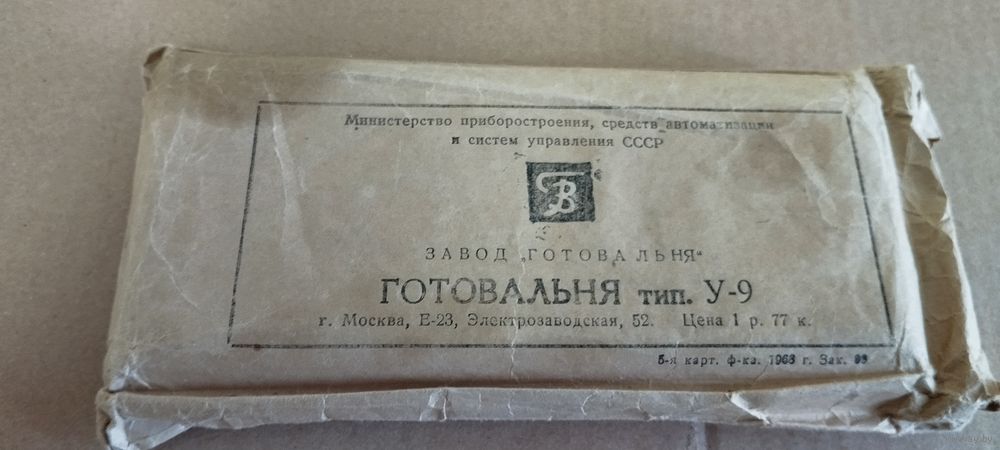 Министерство приборостроения, средств автоматизации
и систем управления СССР
ГВ
ЗАВОД „ГОТОВАЛЬНЯ"
ГОТОВАЛЬНЯ тип. У-9
г. Москва, Е-23, Электрозаводская, 52. Цена 1 р. 77 к.
5-я карт. ф-ка. 1968 г. Зак.